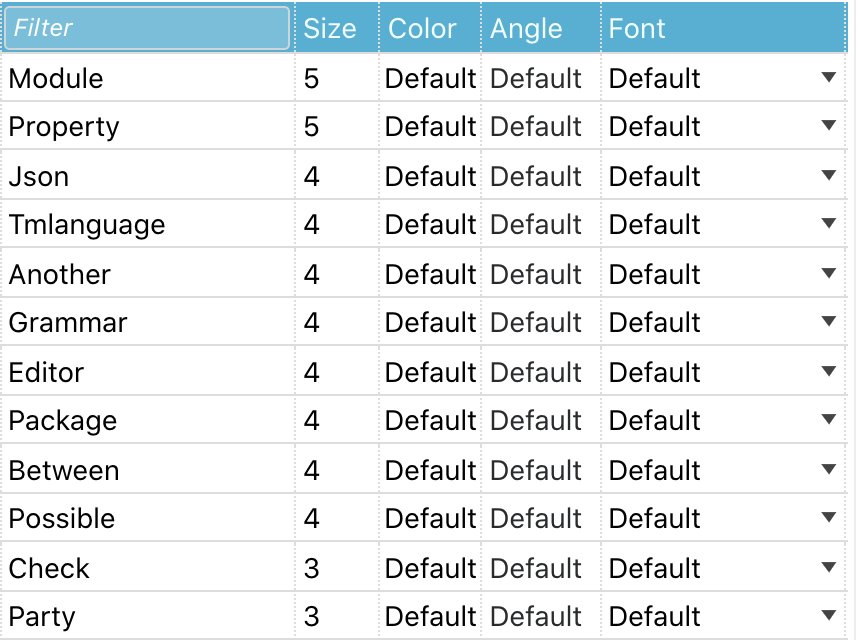 Filter Size Color Angle Font
Module 5 Default Default Default
Property 5 Default Default Default
Json 4 Default Default Default
Tmlanguage 4 Default Default Default
Another 4 Default Default Default
Grammar 4 Default Default Default
Editor 4 Default Default Default
Package 4 Default Default Default
Between 4 Default Default Default
Possible 4 Default Default Default
Check 3 Default Default Default
Party 3 Default Default Default